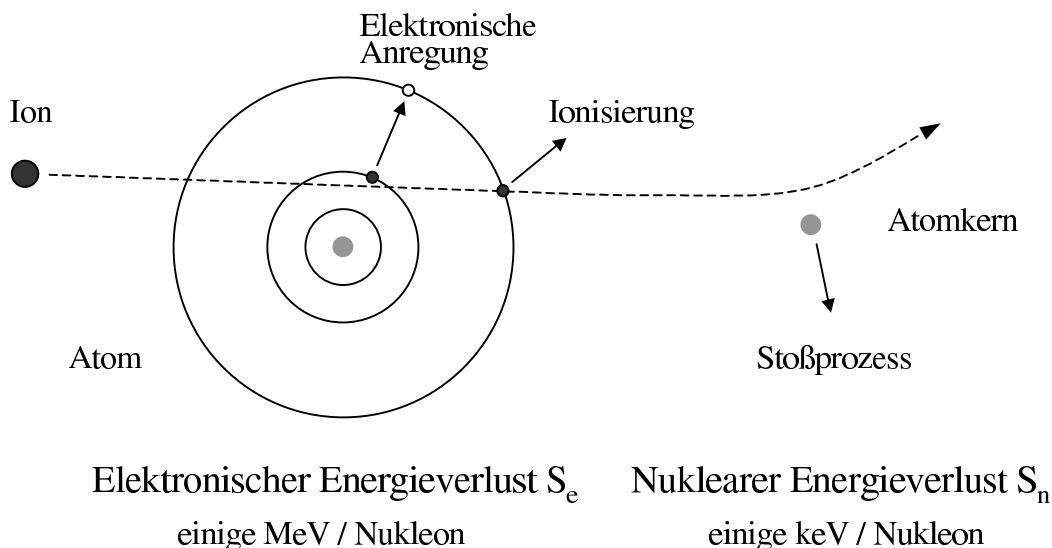 Elektronische
Anregung
Ion
Ionisierung
Atomkern
Atom
Stoßprozess
Elektronischer Energieverlust Se
Nuklearer Energieverlust Sn
einige MeV / Nukleon
einige keV / Nukleon